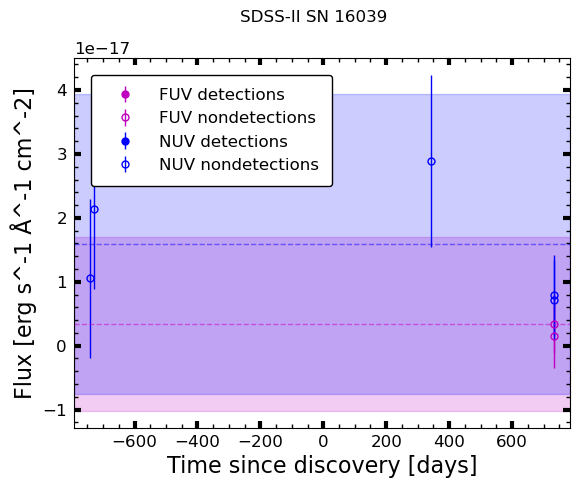 SDSS-II SN 16039
1e−17
FUV detections
FUV nondetections
NUV detections
NUV nondetections
4
3
2
1
0
−1
Flux [erg s^-1 Å^-1 cm^-2]
−600 −400 −200 0 200 400 600
Time since discovery [days]